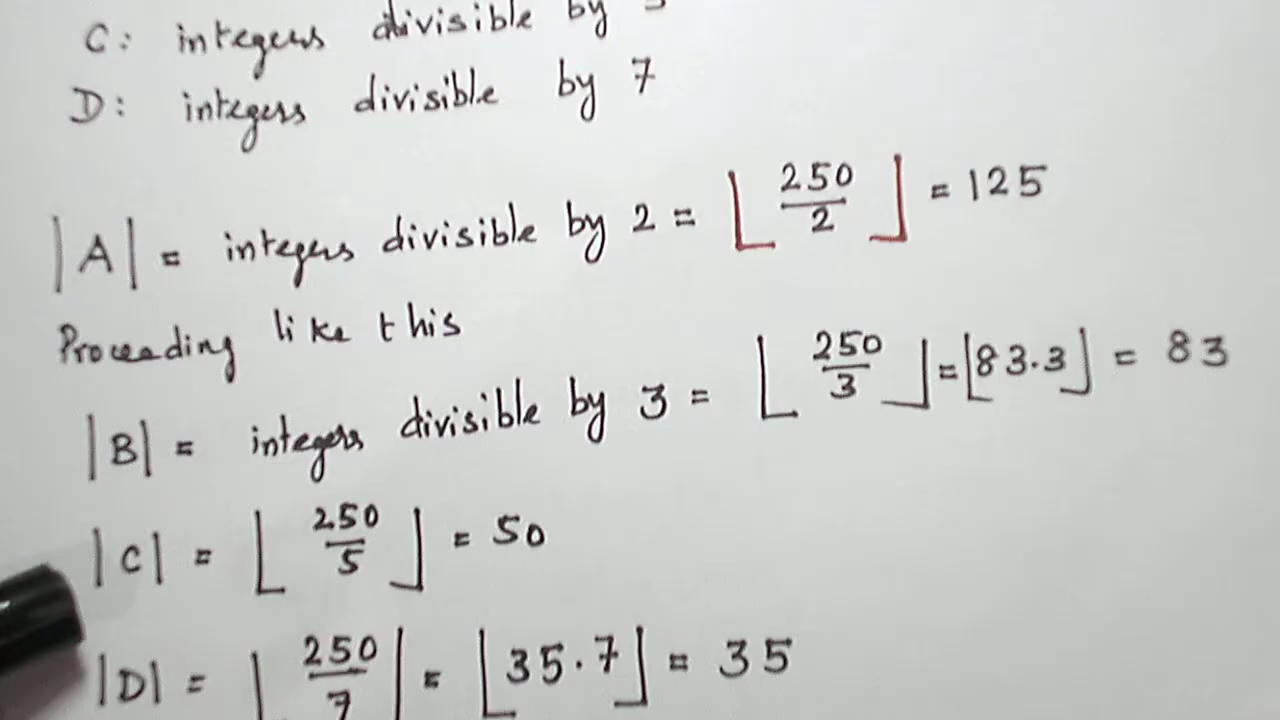 C: integers divisible by 5
D: integers divisible by 7
|A| = integers divisible by 2 = ⌊250/2⌋ = 125
Proceeding like this
|B| = integers divisible by 3 = ⌊250/3⌋ = ⌊83.3⌋ = 83
|C| = ⌊250/5⌋ = 50
|D| = ⌊250/7⌋ = ⌊35.7⌋ = 35